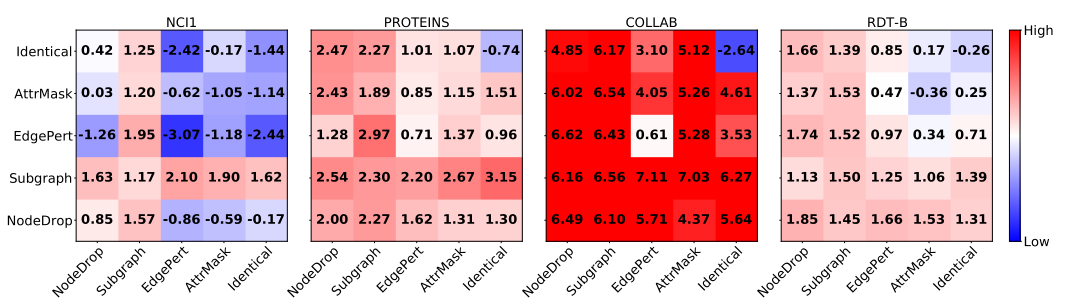 NCI1 PROTEINS COLLAB RDT-B
Identical 0.42 1.25 -2.42 -0.17 -1.44 2.47 2.27 1.01 1.07 -0.74 4.85 6.17 3.10 5.12 -2.64 1.66 1.39 0.85 0.17 -0.26 High
AttrMask 0.03 1.20 -0.62 -1.05 -1.14 2.43 1.89 0.85 1.15 1.51 6.02 6.54 4.05 5.26 4.61 1.37 1.53 0.47 -0.36 0.25
EdgePert -1.26 1.95 -3.07 -1.18 -2.44 1.28 2.97 0.71 1.37 0.96 6.62 6.43 0.61 5.28 3.53 1.74 1.52 0.97 0.34 0.71
Subgraph 1.63 1.17 2.10 1.90 1.62 2.54 2.30 2.20 2.67 3.15 6.16 6.56 7.11 7.03 6.27 1.13 1.50 1.25 1.06 1.39
NodeDrop 0.85 1.57 -0.86 -0.59 -0.17 2.00 2.27 1.62 1.31 1.30 6.49 6.10 5.71 4.37 5.64 1.85 1.45 1.66 1.53 1.31 Low
NodeDrop Subgraph EdgePert AttrMask Identical NodeDrop Subgraph EdgePert AttrMask Identical NodeDrop Subgraph EdgePert AttrMask Identical NodeDrop Subgraph EdgePert AttrMask Identical